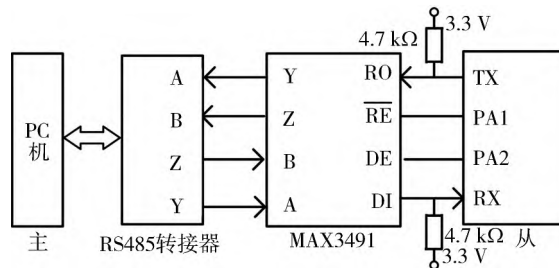 3.3 V
4.7 kΩ
PC
机
主
A
B
Z
Y
RS485转接器
Y
Z
B
A
RO
R̅E̅
DE
DI
MAX3491
TX
PA1
PA2
RX
从
4.7 kΩ
3.3 V